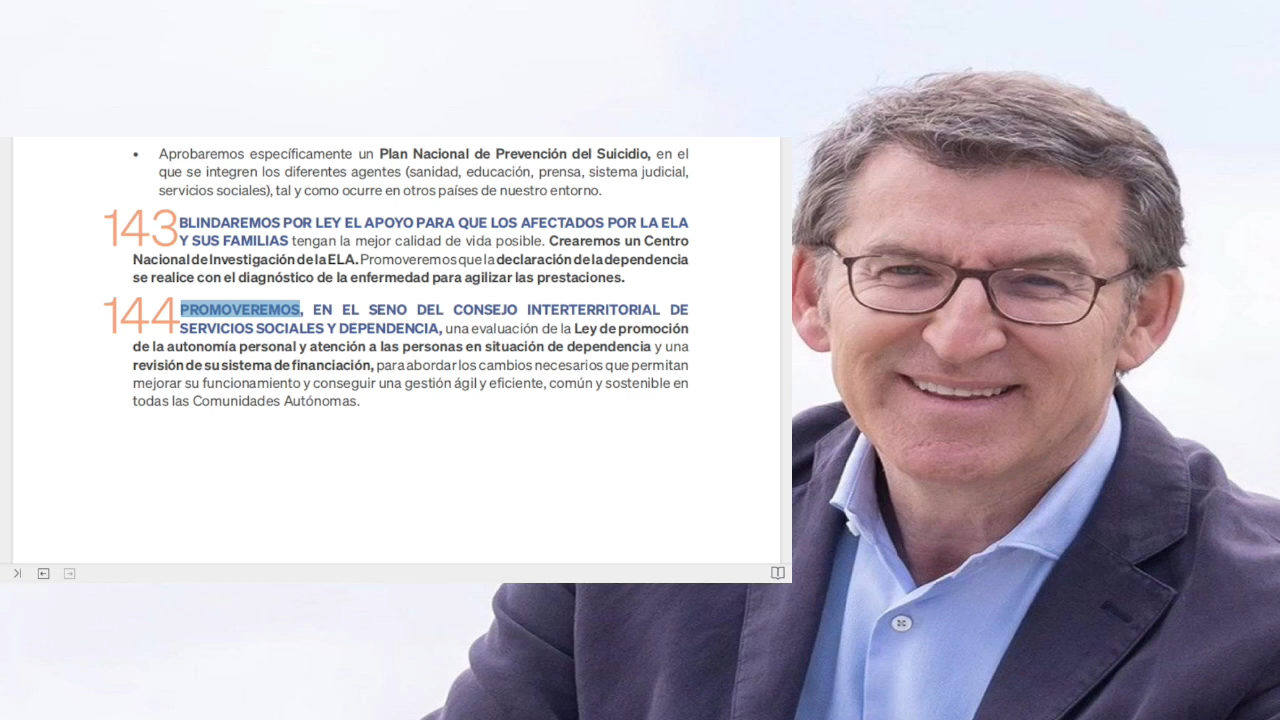 • Aprobaremos específicamente un Plan Nacional de Prevención del Suicidio, en el
que se integren los diferentes agentes (sanidad, educación, prensa, sistema judicial,
servicios sociales), tal y como ocurre en otros países de nuestro entorno.
143 BLINDAREMOS POR LEY EL APOYO PARA QUE LOS AFECTADOS POR LA ELA
Y SUS FAMILIAS tengan la mejor calidad de vida posible. Crearemos un Centro
Nacional de Investigación de la ELA. Promoveremos que la declaración de la dependencia
se realice con el diagnóstico de la enfermedad para agilizar las prestaciones.
144 PROMOVEREMOS, EN EL SENO DEL CONSEJO INTERTERRITORIAL DE
SERVICIOS SOCIALES Y DEPENDENCIA, una evaluación de la Ley de promoción
de la autonomía personal y atención a las personas en situación de dependencia y una
revisión de su sistema de financiación, para abordar los cambios necesarios que permitan
mejorar su funcionamiento y conseguir una gestión ágil y eficiente, común y sostenible en
todas las Comunidades Autónomas.